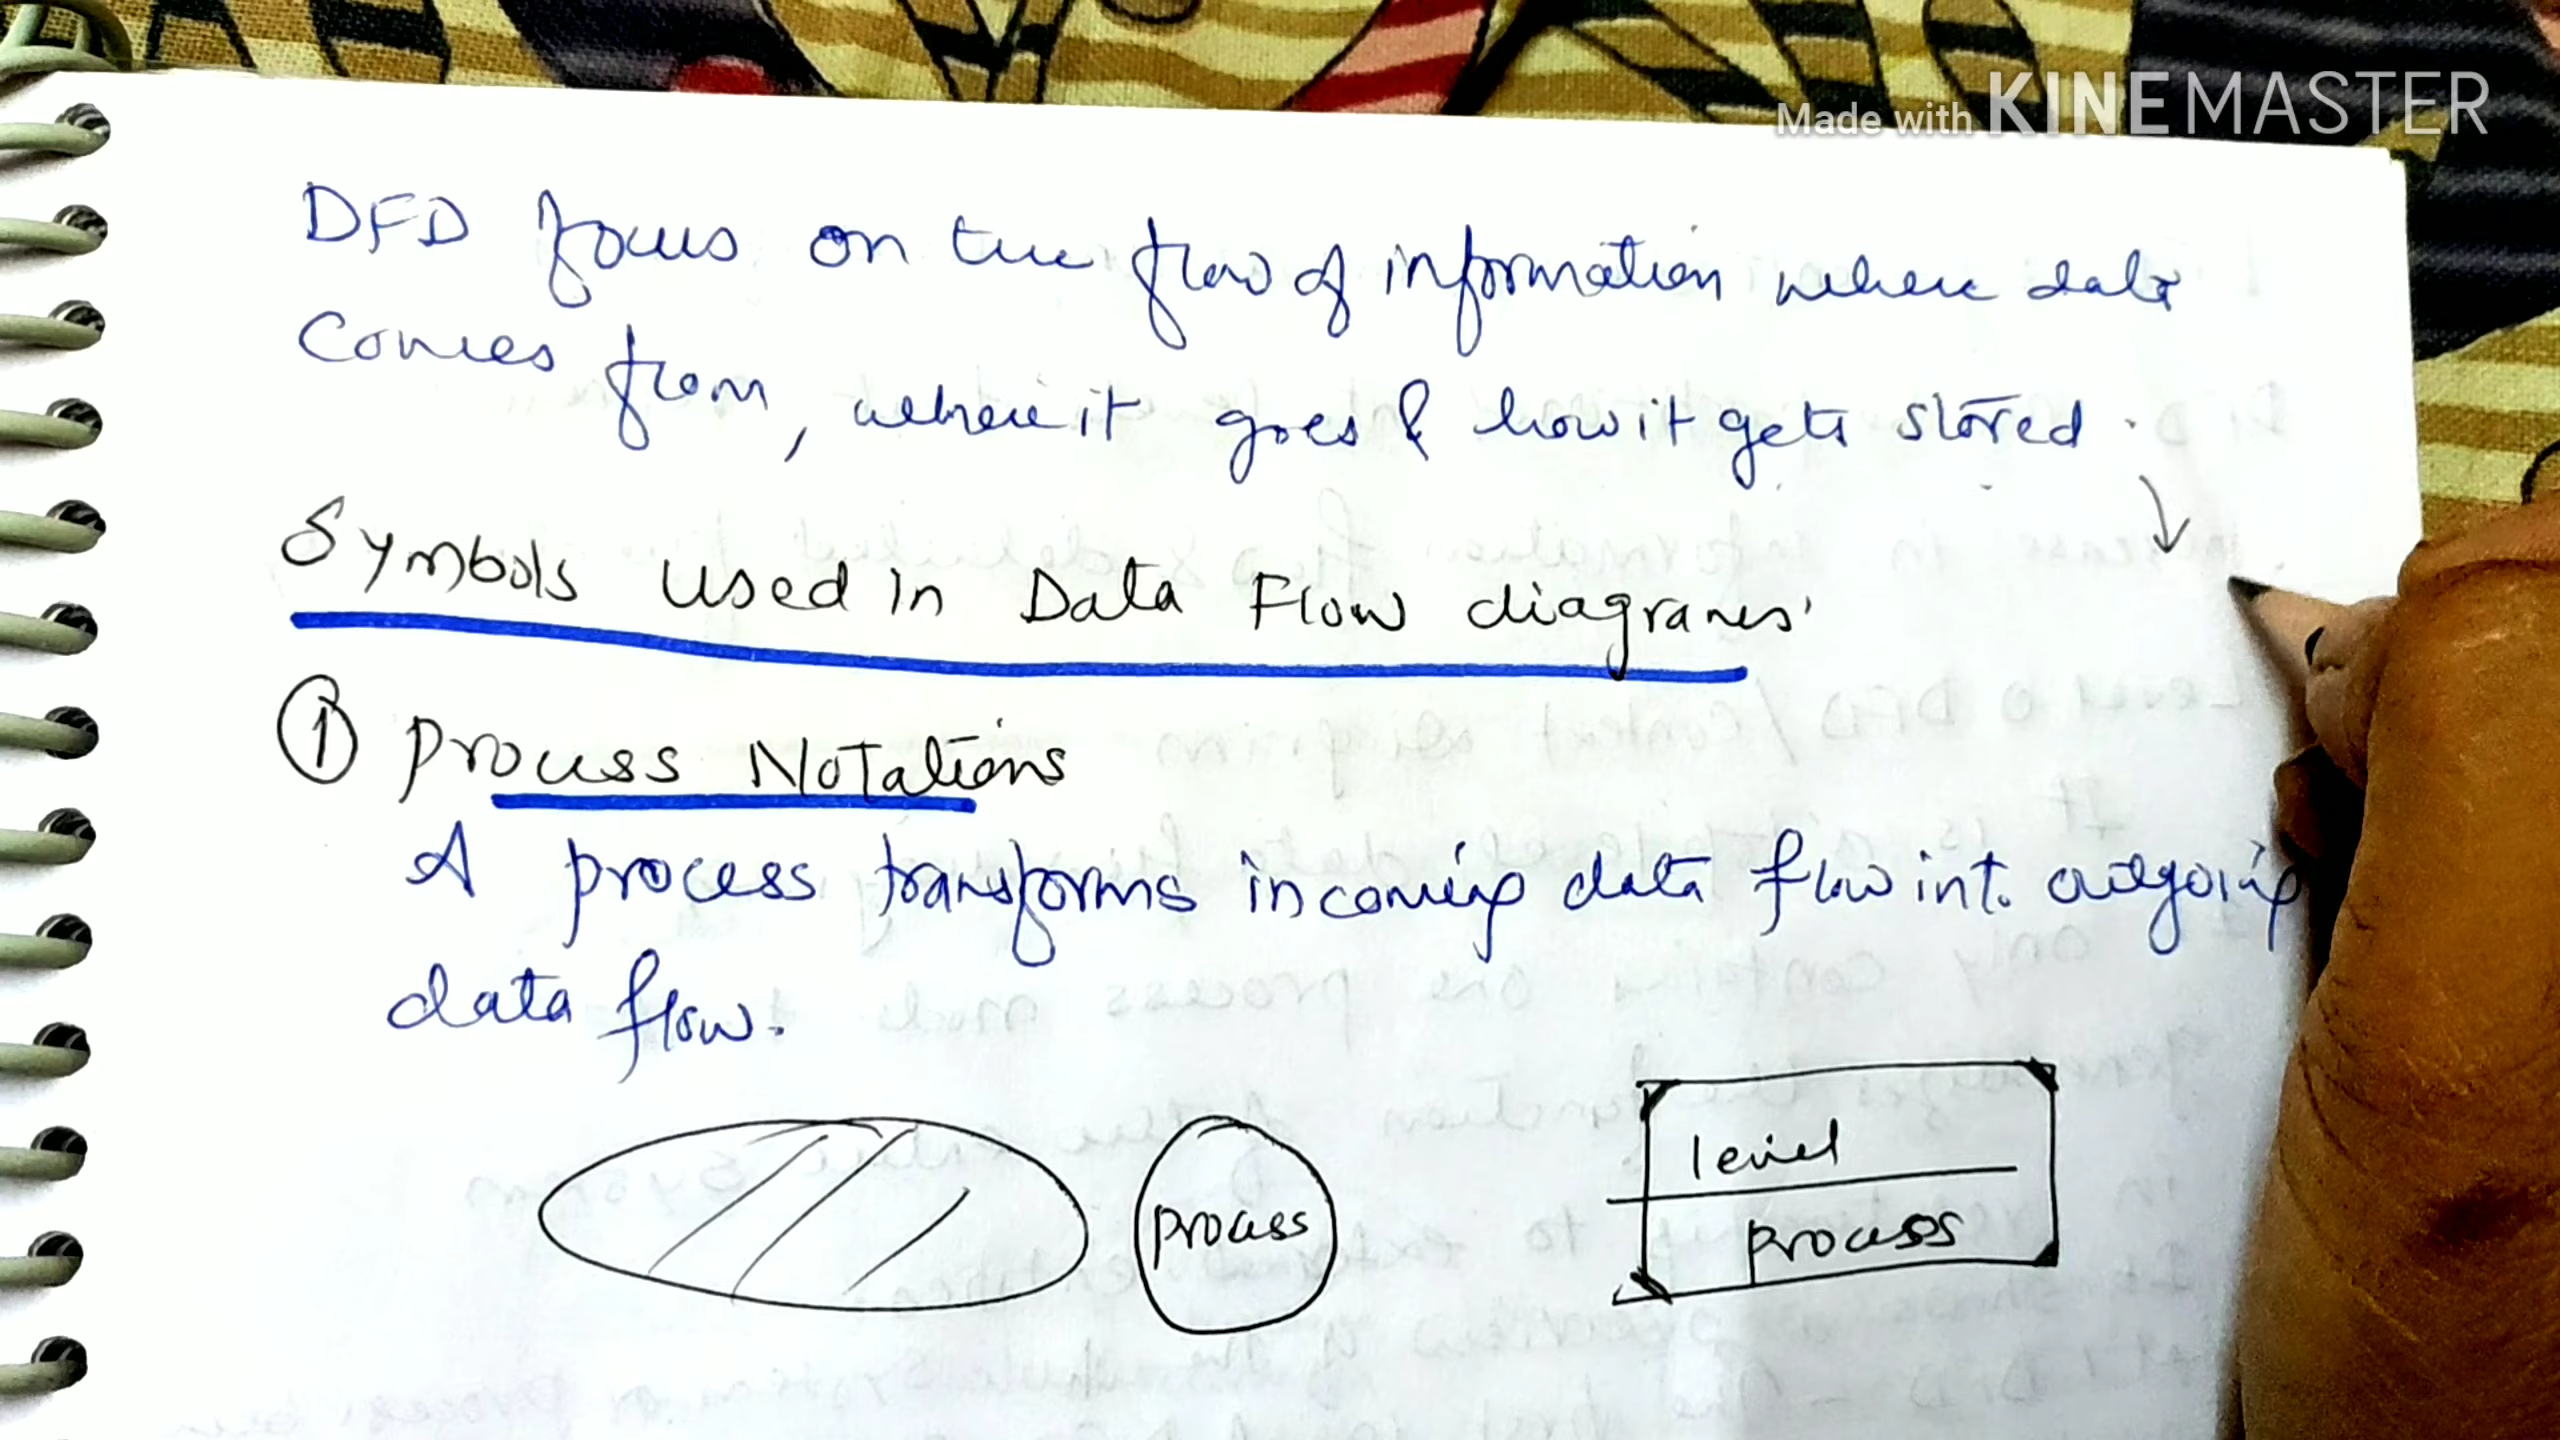 Made with KINEMASTER
DFD focus on the flow of information where data
comes from, where it goes & how it gets stored.
Symbols used in Data Flow diagrams.
① Process Notations
A process transforms incoming data flow into outgoing
data flow.
process
level
process